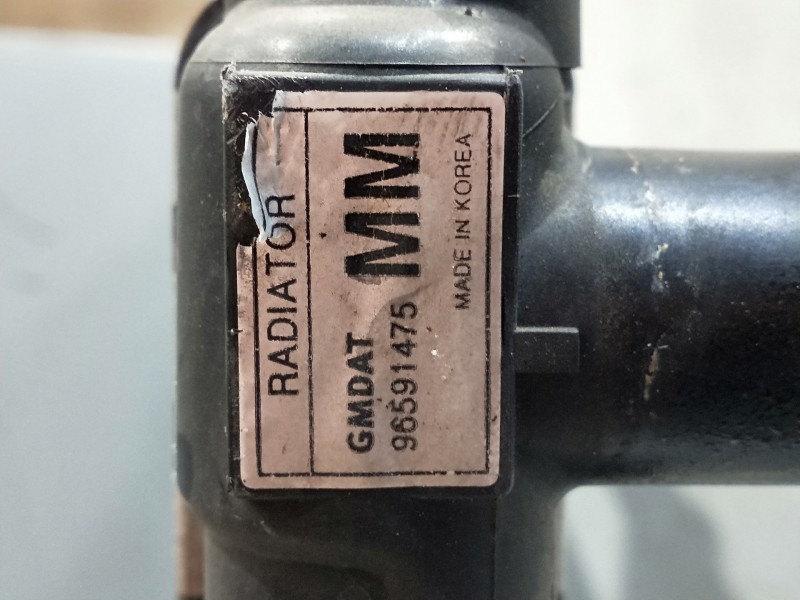 RADIATOR
GMDAT
MM
96591475
MADE IN KOREA